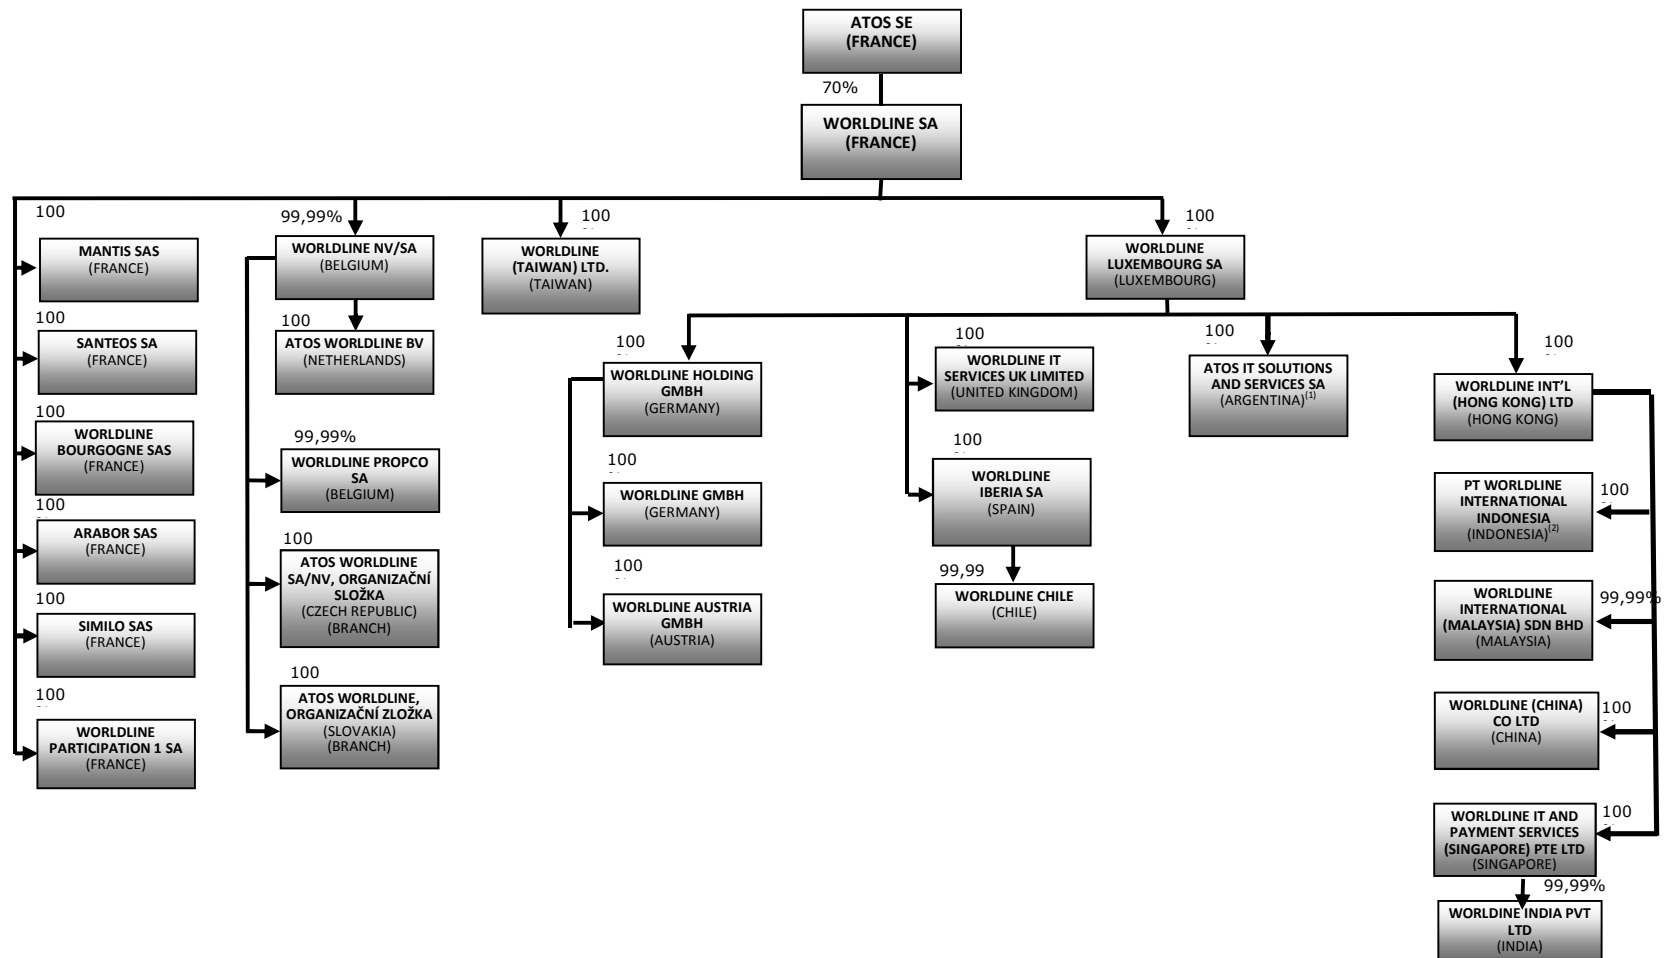 ATOS SE
(FRANCE)
70%
WORLDLINE SA
(FRANCE)
100
MANTIS SAS
(FRANCE)
100
SANTEOS SA
(FRANCE)
100
WORLDLINE
BOURGOGNE SAS
(FRANCE)
100
ARABOR SAS
(FRANCE)
100
SIMILO SAS
(FRANCE)
100
WORLDLINE
PARTICIPATION 1 SA
(FRANCE)
99,99%
WORLDLINE NV/SA
(BELGIUM)
100
ATOS WORLDLINE BV
(NETHERLANDS)
99,99%
WORLDLINE PROPCO
SA
(BELGIUM)
100
ATOS WORLDLINE
SA/NV, ORGANIZAČNÍ
SLOŽKA
(CZECH REPUBLIC)
(BRANCH)
100
ATOS WORLDLINE,
ORGANIZAČNÍ ZLOŽKA
(SLOVAKIA)
(BRANCH)
100
WORLDLINE
(TAIWAN) LTD.
(TAIWAN)
100
WORLDLINE
LUXEMBOURG SA
(LUXEMBOURG)
100
WORLDLINE HOLDING
GMBH
(GERMANY)
100
WORLDLINE GMBH
(GERMANY)
100
WORLDLINE AUSTRIA
GMBH
(AUSTRIA)
100
WORLDLINE IT
SERVICES UK LIMITED
(UNITED KINGDOM)
100
WORLDLINE
IBERIA SA
(SPAIN)
99,99
WORLDLINE CHILE
(CHILE)
100
ATOS IT SOLUTIONS
AND SERVICES SA
(ARGENTINA)(1)
100
WORLDLINE INT'L
(HONG KONG) LTD
(HONG KONG)
100
PT WORLDLINE
INTERNATIONAL
INDONESIA
(INDONESIA)(2)
99,99%
WORLDLINE
INTERNATIONAL
(MALAYSIA) SDN BHD
(MALAYSIA)
100
WORLDLINE (CHINA)
CO LTD
(CHINA)
100
WORLDLINE IT AND
PAYMENT SERVICES
(SINGAPORE) PTE LTD
(SINGAPORE)
99,99%
WORLDINE INDIA PVT
LTD
(INDIA)